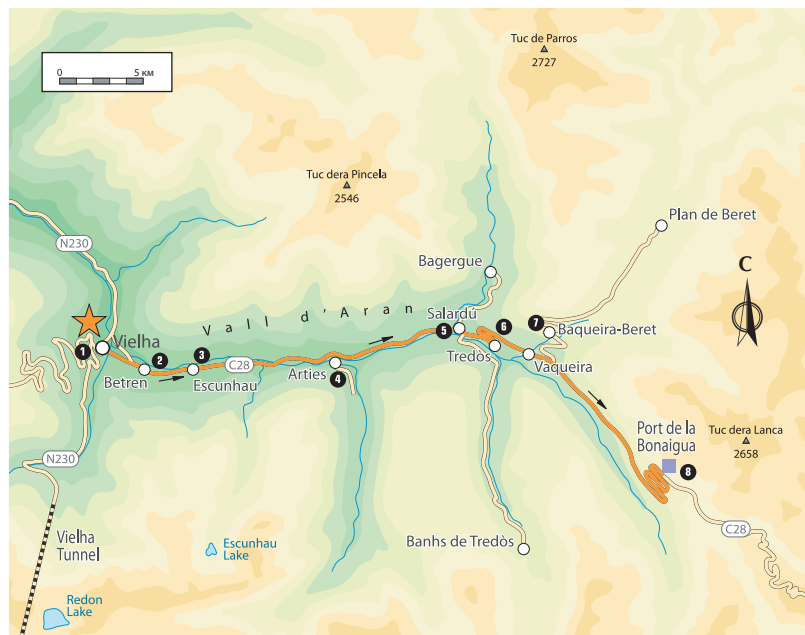 Tuc de Parros
2727
0 5 км
Tuc dera Pincela
2546
Plan de Beret
N230
Bagergue
С
Vall d'Aran
Salardú
6
7
5
Baqueira-Beret
1
Vielha
2
3
Tredòs
Vaqueira
Betren
Escunhau
C28
Arties
4
Port de la
Bonaigua
Tuc dera Lanca
2658
8
N230
C28
Vielha
Tunnel
Escunhau
Lake
Banhs de Tredòs
Redon
Lake